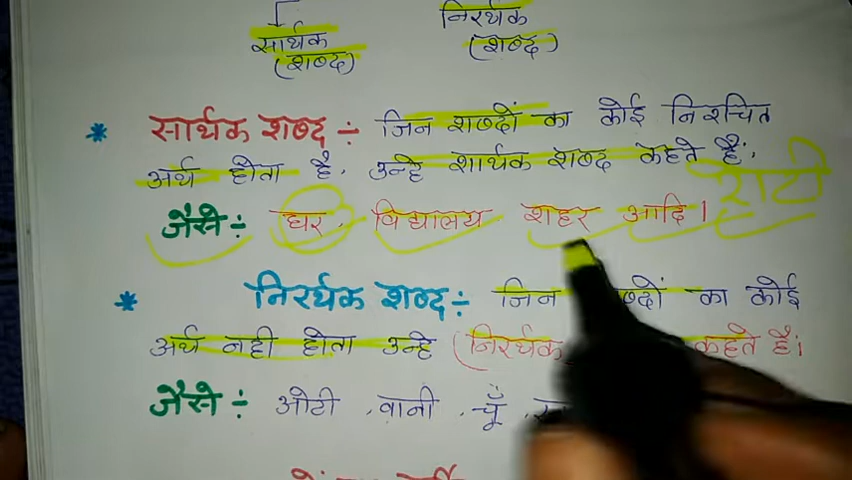 सार्थक निरर्थक
(शब्द) (शब्द)
* सार्थक शब्द ÷ जिन शब्दों का कोई निश्चित
अर्थ होता है, उन्हे शार्थक शब्द कहते हैं,
जैसे ÷ घर, विद्यालय शहर आदि। रोटी
* निरर्थक शब्द ÷ जिन का कोई
अर्थ नही होता उन्हे (निरर्थक कहते है।
जैसे ÷ ओटी , वानी , चूँ ,